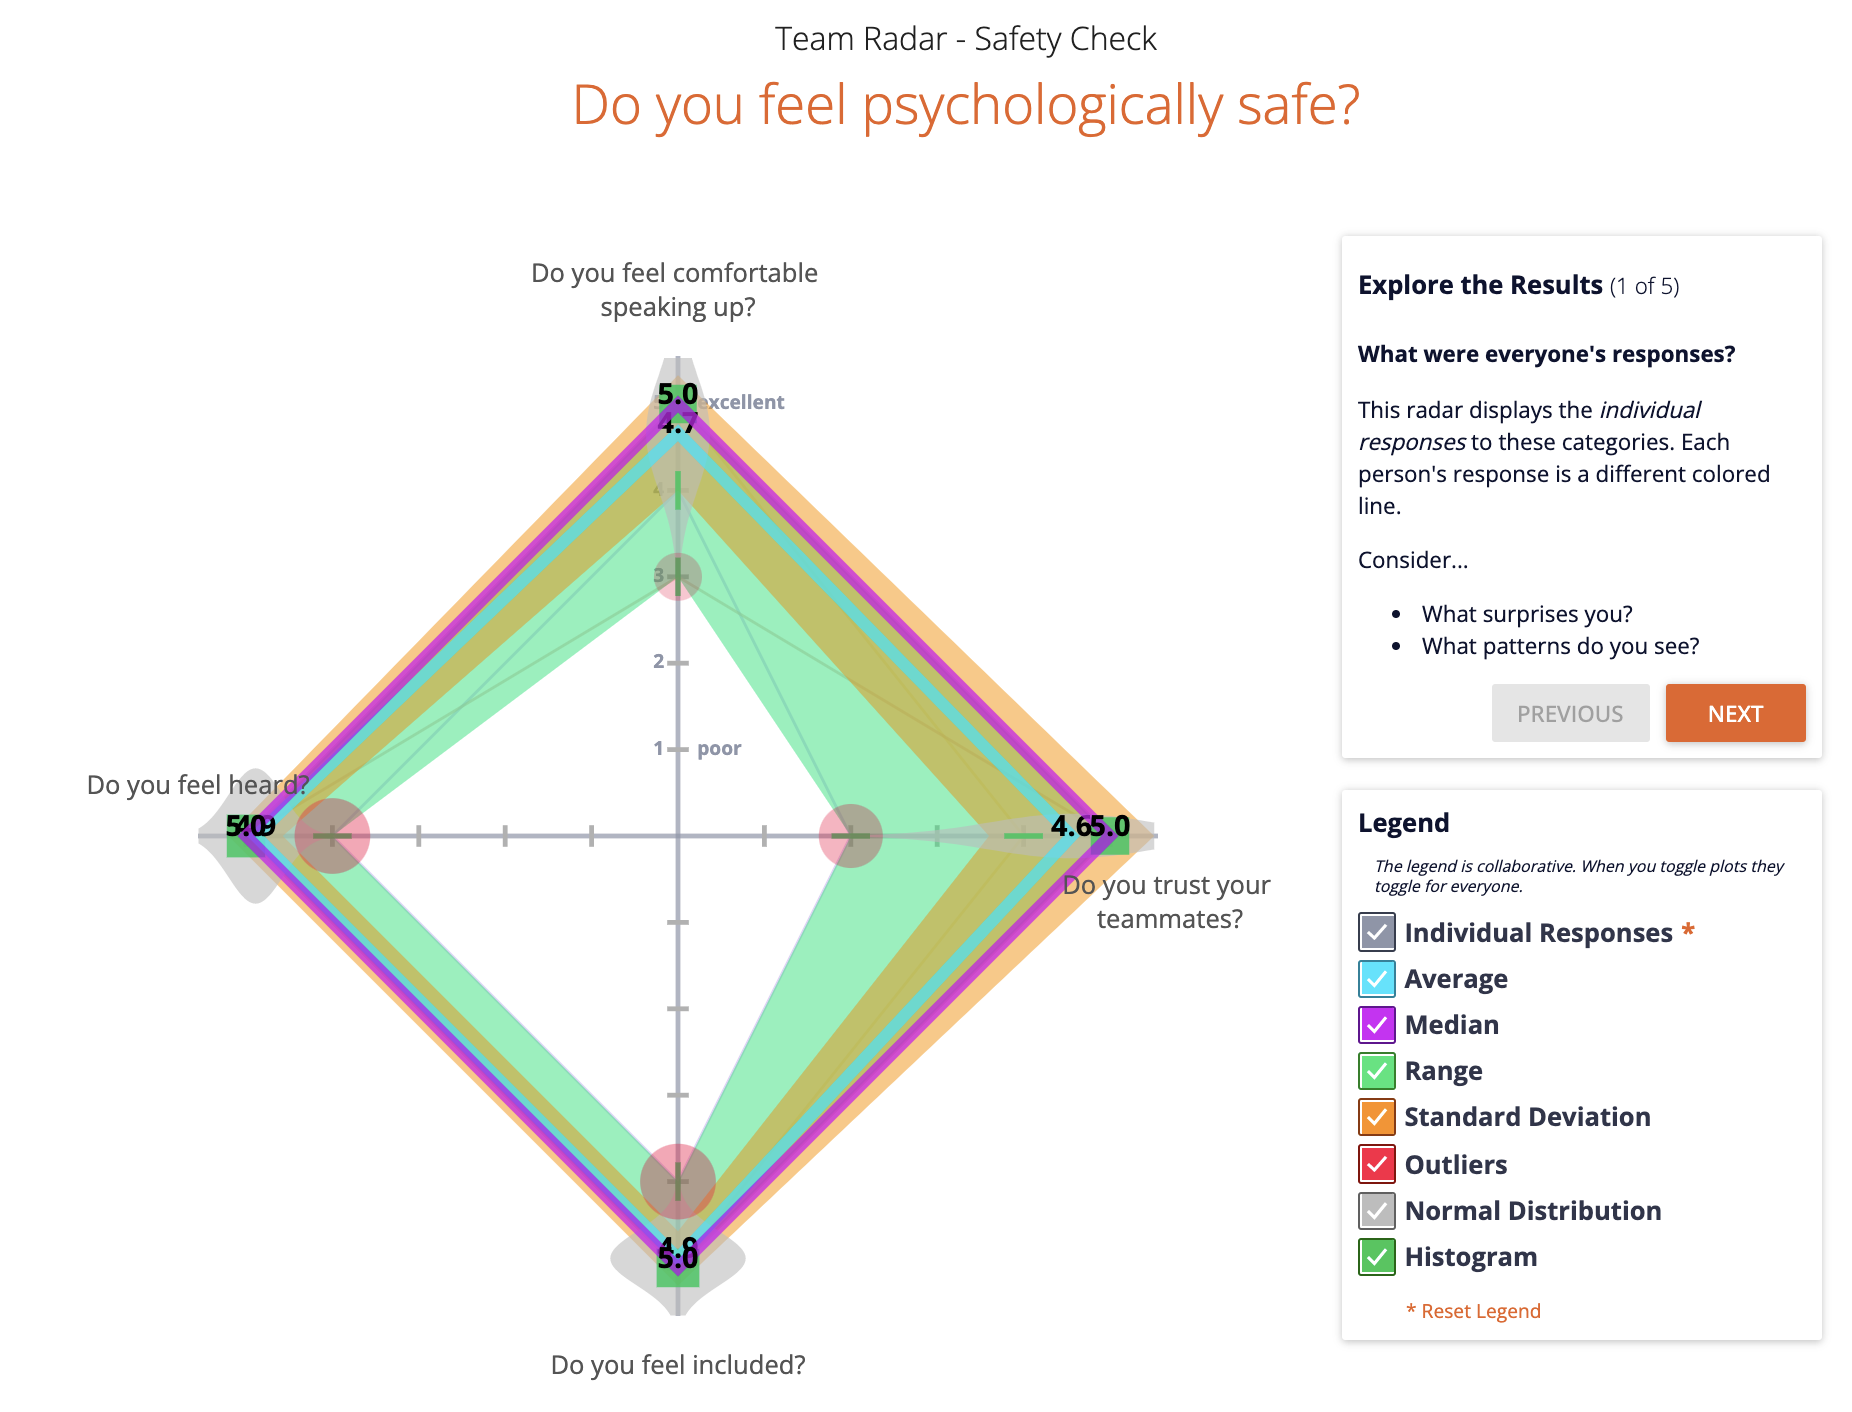 Team Radar - Safety Check
Do you feel psychologically safe?
Do you feel comfortable
speaking up?
5.0
excellent
4.7
4
3
2
1 poor
Do you feel heard?
5.0
4.6
5.0
Do you trust your
teammates?
5.0
Do you feel included?
Explore the Results (1 of 5)
What were everyone's responses?
This radar displays the individual
responses to these categories. Each
person's response is a different colored
line.
Consider...
• What surprises you?
• What patterns do you see?
PREVIOUS
NEXT
Legend
The legend is collaborative. When you toggle plots they
toggle for everyone.
Individual Responses *
Average
Median
Range
Standard Deviation
Outliers
Normal Distribution
Histogram
* Reset Legend